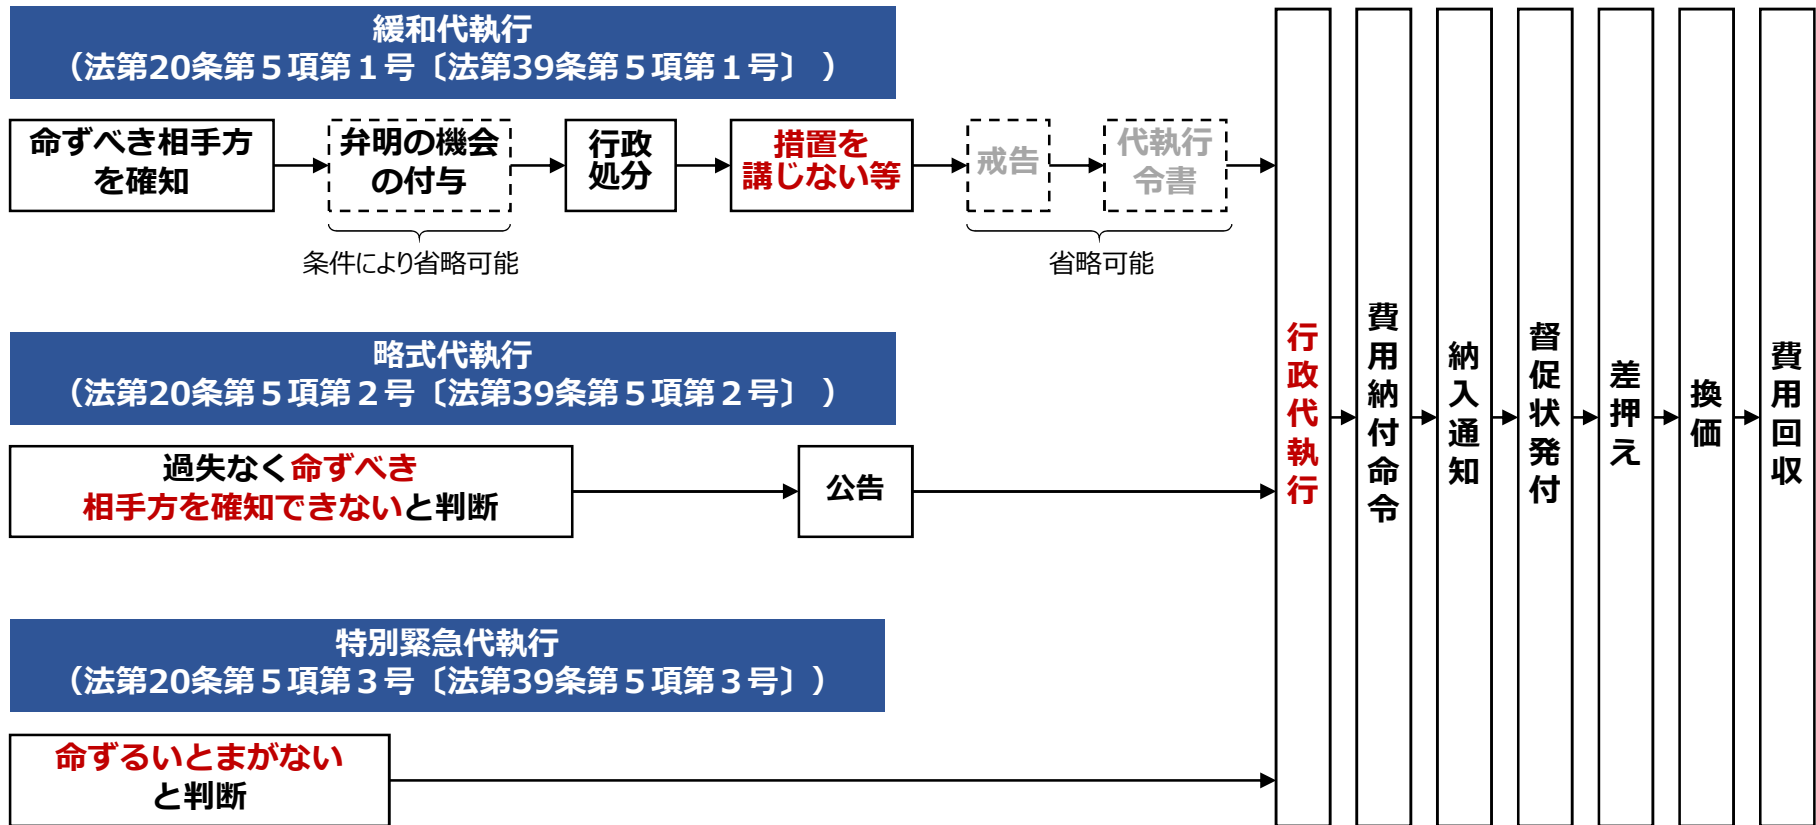 緩和代執行
（法第20条第５項第１号〔法第39条第５項第１号〕 ）
命ずべき相手方
を確知
弁明の機会
の付与
行政
処分
措置を
講じない等
戒告
代執行
令書
条件により省略可能
省略可能
略式代執行
（法第20条第５項第２号〔法第39条第５項第２号〕 ）
過失なく命ずべき
相手方を確知できないと判断
公告
特別緊急代執行
（法第20条第５項第３号〔法第39条第５項第３号〕）
命ずるいとまがない
と判断
行政代執行
費用納付命令
納入通知
督促状発付
差押え
換価
費用回収